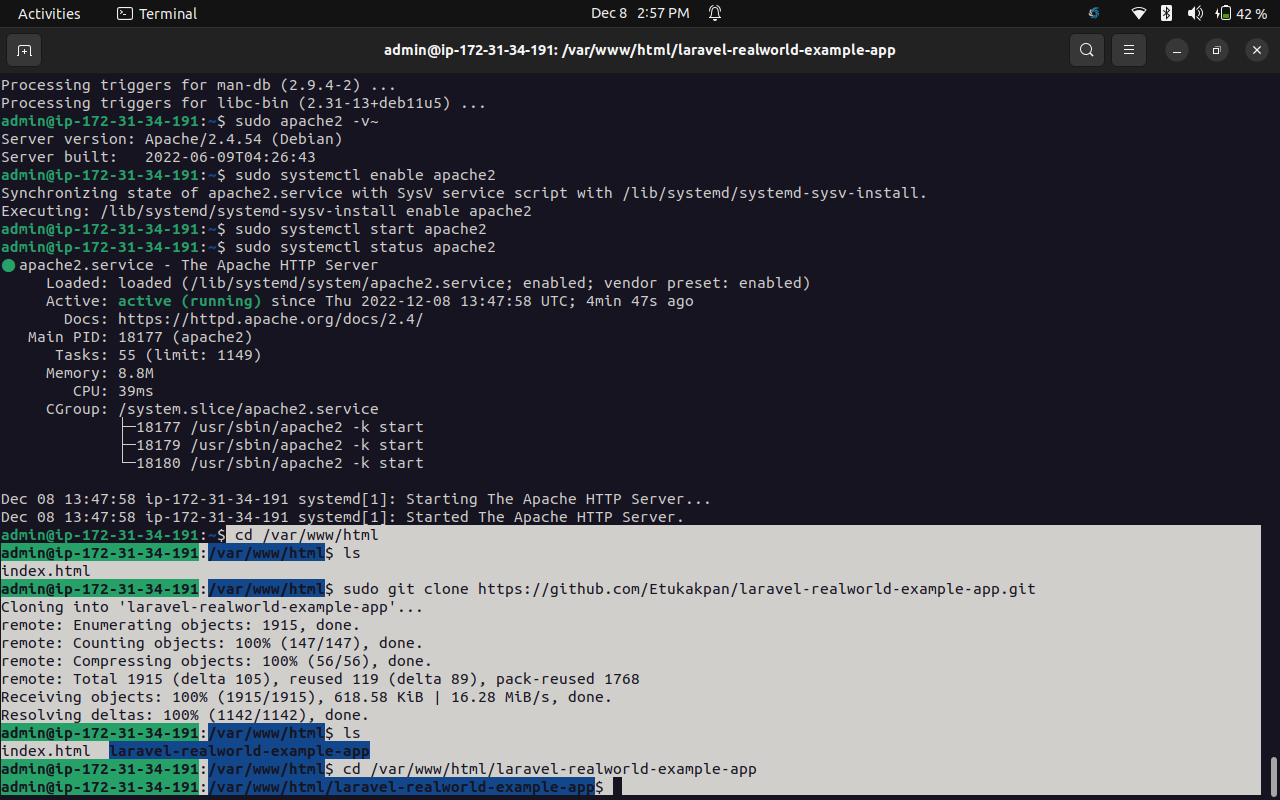 Activities Terminal Dec 8 2:57 PM 42 %
admin@ip-172-31-34-191: /var/www/html/laravel-realworld-example-app
Processing triggers for man-db (2.9.4-2) ...
Processing triggers for libc-bin (2.31-13+deb11u5) ...
admin@ip-172-31-34-191:~$ sudo apache2 -v~
Server version: Apache/2.4.54 (Debian)
Server built:   2022-06-09T04:26:43
admin@ip-172-31-34-191:~$ sudo systemctl enable apache2
Synchronizing state of apache2.service with SysV service script with /lib/systemd/systemd-sysv-install.
Executing: /lib/systemd/systemd-sysv-install enable apache2
admin@ip-172-31-34-191:~$ sudo systemctl start apache2
admin@ip-172-31-34-191:~$ sudo systemctl status apache2
● apache2.service - The Apache HTTP Server
     Loaded: loaded (/lib/systemd/system/apache2.service; enabled; vendor preset: enabled)
     Active: active (running) since Thu 2022-12-08 13:47:58 UTC; 4min 47s ago
       Docs: https://httpd.apache.org/docs/2.4/
   Main PID: 18177 (apache2)
      Tasks: 55 (limit: 1149)
     Memory: 8.8M
        CPU: 39ms
     CGroup: /system.slice/apache2.service
             ├─18177 /usr/sbin/apache2 -k start
             ├─18179 /usr/sbin/apache2 -k start
             └─18180 /usr/sbin/apache2 -k start
Dec 08 13:47:58 ip-172-31-34-191 systemd[1]: Starting The Apache HTTP Server...
Dec 08 13:47:58 ip-172-31-34-191 systemd[1]: Started The Apache HTTP Server.
admin@ip-172-31-34-191:~$ cd /var/www/html
admin@ip-172-31-34-191:/var/www/html$ ls
index.html
admin@ip-172-31-34-191:/var/www/html$ sudo git clone https://github.com/Etukakpan/laravel-realworld-example-app.git
Cloning into 'laravel-realworld-example-app'...
remote: Enumerating objects: 1915, done.
remote: Counting objects: 100% (147/147), done.
remote: Compressing objects: 100% (56/56), done.
remote: Total 1915 (delta 105), reused 119 (delta 89), pack-reused 1768
Receiving objects: 100% (1915/1915), 618.58 KiB | 16.28 MiB/s, done.
Resolving deltas: 100% (1142/1142), done.
admin@ip-172-31-34-191:/var/www/html$ ls
index.html  laravel-realworld-example-app
admin@ip-172-31-34-191:/var/www/html$ cd /var/www/html/laravel-realworld-example-app
admin@ip-172-31-34-191:/var/www/html/laravel-realworld-example-app$